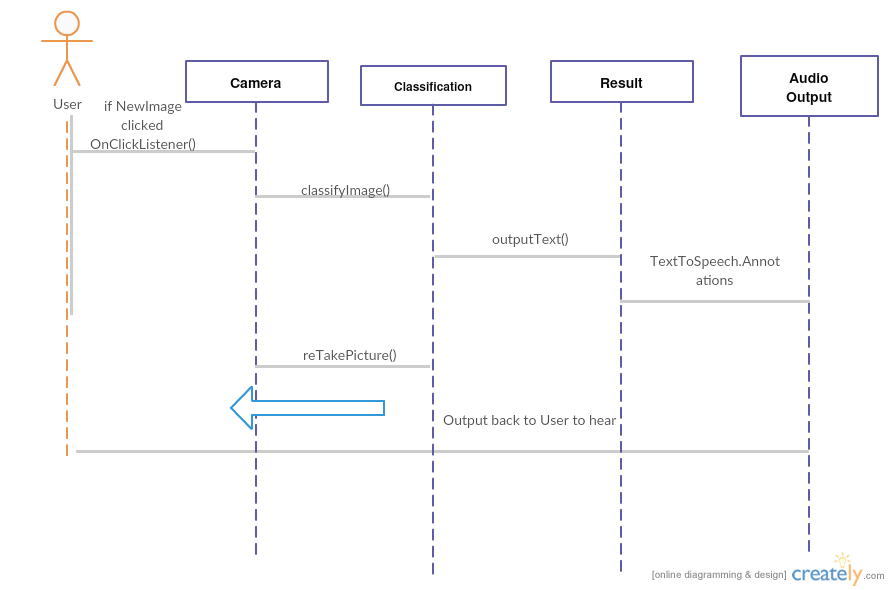 User
Camera
Classification
Result
Audio
Output
if NewImage
clicked
OnClickListener()
classifyImage()
outputText()
TextToSpeech.Annot
ations
reTakePicture()
Output back to User to hear
[online diagramming & design] creately.com